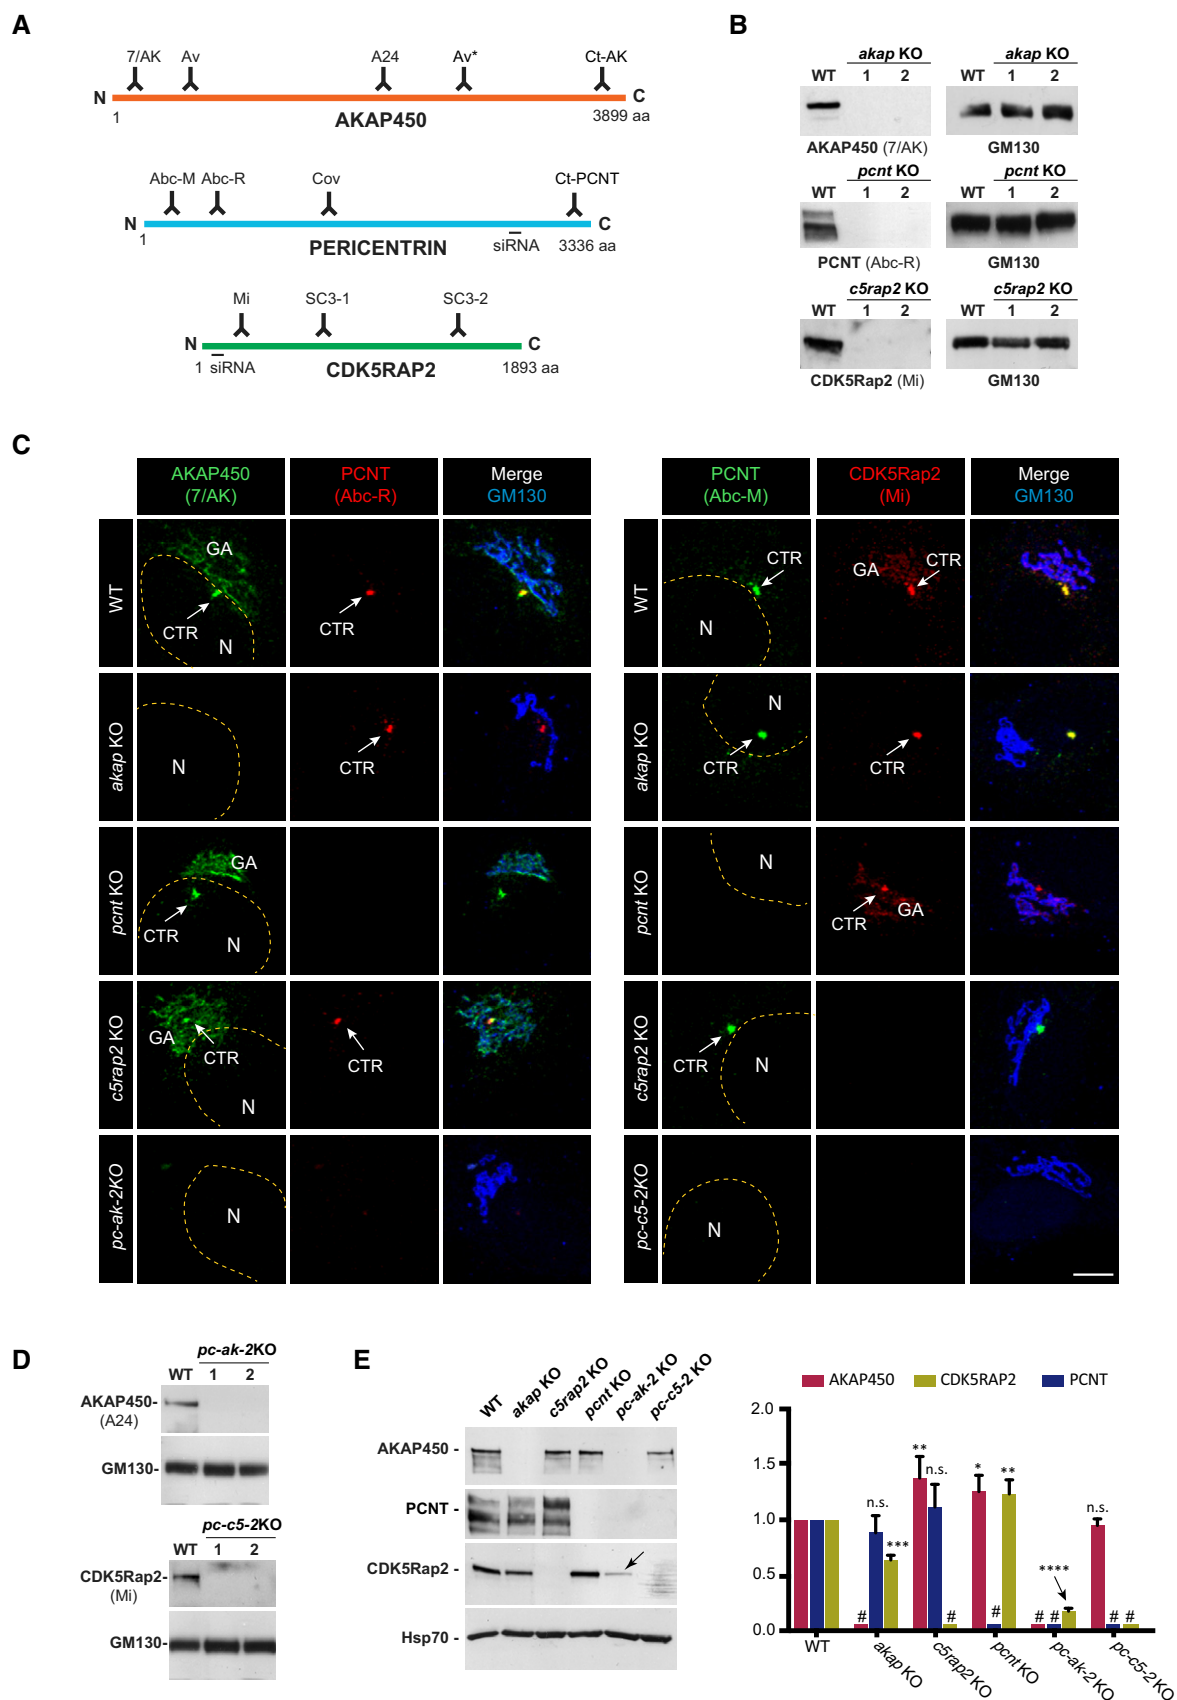 A
7/AK Av A24 Av* Ct-AK
N C
1 AKAP450 3899 aa
Abc-M Abc-R Cov Ct-PCNT
N C
1 PERICENTRIN siRNA 3336 aa
Mi SC3-1 SC3-2
N C
1 siRNA CDK5RAP2 1893 aa
B
akap KO akap KO
WT 1 2 WT 1 2
AKAP450 (7/AK) GM130
pcnt KO pcnt KO
WT 1 2 WT 1 2
PCNT (Abc-R) GM130
c5rap2 KO c5rap2 KO
WT 1 2 WT 1 2
CDK5Rap2 (Mi) GM130
C
AKAP450 (7/AK)
PCNT (Abc-R)
Merge GM130
PCNT (Abc-M)
CDK5Rap2 (Mi)
Merge GM130
WT
GA
CTR
N
CTR
WT
CTR
N
GA
CTR
akap KO
N
CTR
akap KO
N
CTR
CTR
pcnt KO
GA
CTR
N
pcnt KO
N
CTR
GA
c5rap2 KO
GA
CTR
N
CTR
c5rap2 KO
CTR
N
pc-ak-2KO
N
pc-c5-2KO
N
D
pc-ak-2KO
WT 1 2
AKAP450-
(A24)
GM130-
pc-c5-2KO
WT 1 2
CDK5Rap2-
(Mi)
GM130-
E
WT akap KO c5rap2 KO pcnt KO pc-ak-2 KO pc-c5-2 KO
AKAP450 -
PCNT -
CDK5Rap2 -
Hsp70 -
AKAP450 CDK5RAP2 PCNT
2.0
1.5
1.0
0.5
0.0
n.s.
***
**
n.s.
*
**
****
n.s.
# # # # # # #
WT akap KO c5rap2 KO pcnt KO pc-ak-2 KO pc-c5-2 KO